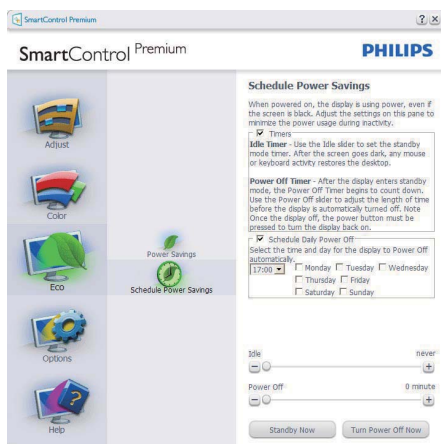 SmartControl Premium
SmartControl Premium
PHILIPS
Adjust
Color
Eco
Options
Help
Power Savings
Schedule Power Savings
Schedule Power Savings
When powered on, the display is using power, even if
the screen is black. Adjust the settings on this pane to
minimize the power usage during inactivity.
Timers
Idle Timer - Use the Idle slider to set the standby
mode timer. After the screen goes dark, any mouse
or keyboard activity restores the desktop.
Power Off Timer - After the display enters standby
mode, the Power Off Timer begins to count down.
Use the Power Off slider to adjust the length of time
before the display is automatically turned off. Note
Once the display off, the power button must be
pressed to turn the display back on.
Schedule Daily Power Off
Select the time and day for the display to Power Off
automatically.
17:00 Monday Tuesday Wednesday
Thursday Friday
Saturday Sunday
Idle never
Power Off 0 minute
Standby Now Turn Power Off Now